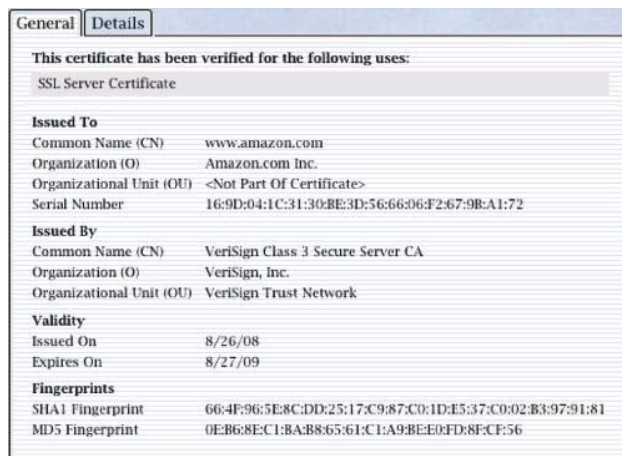 General Details
This certificate has been verified for the following uses:
SSL Server Certificate
Issued To
Common Name (CN) www.amazon.com
Organization (O) Amazon.com Inc.
Organizational Unit (OU) <Not Part Of Certificate>
Serial Number 16:9D:04:1C:31:30:BE:3D:56:66:06:F2:67:9B:A1:72
Issued By
Common Name (CN) VeriSign Class 3 Secure Server CA
Organization (O) VeriSign, Inc.
Organizational Unit (OU) VeriSign Trust Network
Validity
Issued On 8/26/08
Expires On 8/27/09
Fingerprints
SHA1 Fingerprint 66:4F:96:5E:8C:DD:25:17:C9:87:C0:1D:E5:37:C0:02:B3:97:91:81
MD5 Fingerprint 0E:B6:8E:C1:BA:B8:65:61:C1:A9:BE:E0:FD:8F:CF:56